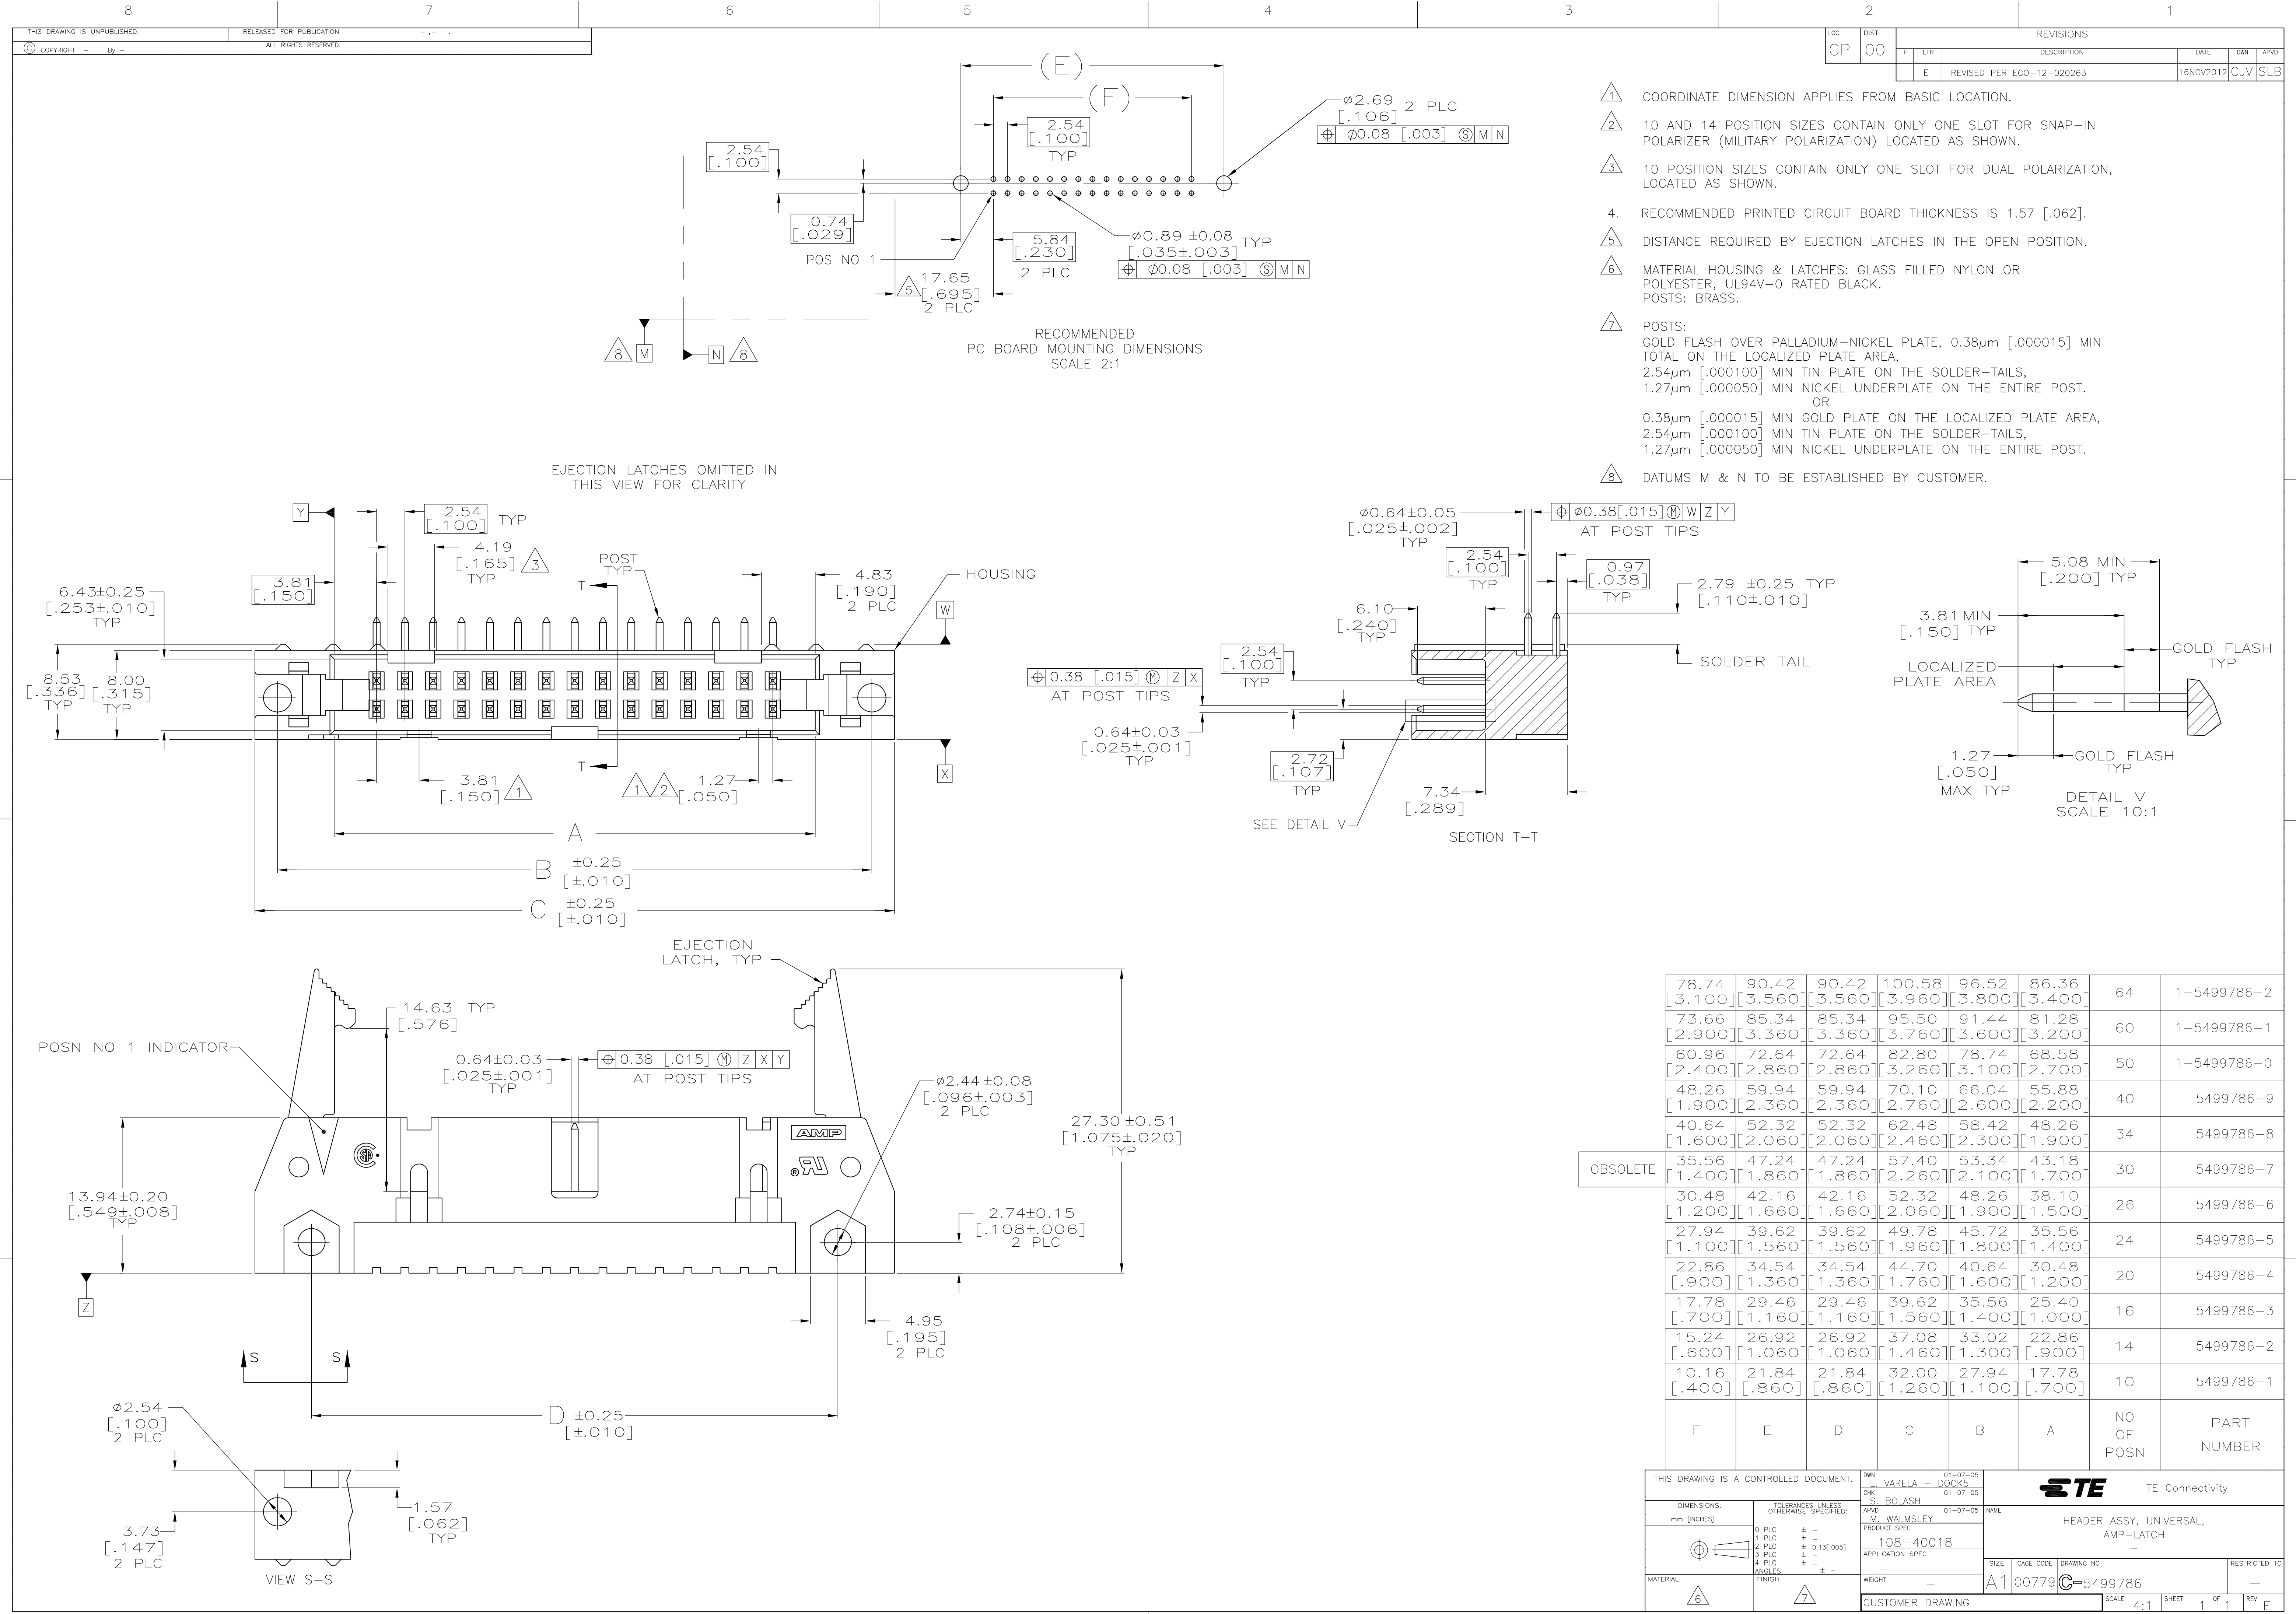 8 7 6 5 4 3 2 1
THIS DRAWING IS UNPUBLISHED.
RELEASED FOR PUBLICATION - ,- .
© COPYRIGHT - By -
ALL RIGHTS RESERVED.
LOC DIST
GP 00
REVISIONS
P LTR DESCRIPTION DATE DWN APVD
E REVISED PER ECO-12-020263 16NOV2012 CJV SLB
1 COORDINATE DIMENSION APPLIES FROM BASIC LOCATION.
2 10 AND 14 POSITION SIZES CONTAIN ONLY ONE SLOT FOR SNAP-IN
POLARIZER (MILITARY POLARIZATION) LOCATED AS SHOWN.
3 10 POSITION SIZES CONTAIN ONLY ONE SLOT FOR DUAL POLARIZATION,
LOCATED AS SHOWN.
4. RECOMMENDED PRINTED CIRCUIT BOARD THICKNESS IS 1.57 [.062].
5 DISTANCE REQUIRED BY EJECTION LATCHES IN THE OPEN POSITION.
6 MATERIAL HOUSING & LATCHES: GLASS FILLED NYLON OR
POLYESTER, UL94V-0 RATED BLACK.
POSTS: BRASS.
7 POSTS:
GOLD FLASH OVER PALLADIUM-NICKEL PLATE, 0.38µm [.000015] MIN
TOTAL ON THE LOCALIZED PLATE AREA,
2.54µm [.000100] MIN TIN PLATE ON THE SOLDER-TAILS,
1.27µm [.000050] MIN NICKEL UNDERPLATE ON THE ENTIRE POST.
OR
0.38µm [.000015] MIN GOLD PLATE ON THE LOCALIZED PLATE AREA,
2.54µm [.000100] MIN TIN PLATE ON THE SOLDER-TAILS,
1.27µm [.000050] MIN NICKEL UNDERPLATE ON THE ENTIRE POST.
8 DATUMS M & N TO BE ESTABLISHED BY CUSTOMER.
(E)
(F)
2.54
[.100]
TYP
2.54
[.100]
ø2.69 2 PLC
[.106]
⌖ ø0.08 [.003] Ⓢ M N
0.74
[.029]
POS NO 1
5.84
[.230]
2 PLC
ø0.89 ±0.08 TYP
[.035±.003]
⌖ ø0.08 [.003] Ⓢ M N
5 17.65
[.695]
2 PLC
8 M
N 8
RECOMMENDED
PC BOARD MOUNTING DIMENSIONS
SCALE 2:1
EJECTION LATCHES OMITTED IN
THIS VIEW FOR CLARITY
Y
2.54
[.100] TYP
4.19
[.165] 3
TYP
POST
TYP
T
4.83
[.190]
2 PLC
HOUSING
3.81
[.150]
6.43±0.25
[.253±.010]
TYP
W
8.53
[.336]
TYP
8.00
[.315]
TYP
X
T
3.81
[.150] 1
1 2 1.27
[.050]
A
B ±0.25
[±.010]
C ±0.25
[±.010]
ø0.64±0.05
[.025±.002]
TYP
⌖ ø0.38[.015] Ⓜ W Z Y
AT POST TIPS
2.54
[.100]
TYP
0.97
[.038]
TYP
2.79 ±0.25 TYP
[.110±.010]
6.10
[.240]
TYP
2.54
[.100]
TYP
⌖ 0.38 [.015] Ⓜ Z X
AT POST TIPS
SOLDER TAIL
0.64±0.03
[.025±.001]
TYP
2.72
[.107]
TYP
7.34
[.289]
SEE DETAIL V
SECTION T-T
5.08 MIN
[.200] TYP
3.81 MIN
[.150] TYP
GOLD FLASH
TYP
LOCALIZED
PLATE AREA
1.27
[.050]
MAX TYP
GOLD FLASH
TYP
DETAIL V
SCALE 10:1
EJECTION
LATCH, TYP
14.63 TYP
[.576]
POSN NO 1 INDICATOR
0.64±0.03
[.025±.001]
TYP
⌖ 0.38 [.015] Ⓜ Z X Y
AT POST TIPS
ø2.44±0.08
[.096±.003]
2 PLC
27.30±0.51
[1.075±.020]
TYP
AMP
13.94±0.20
[.549±.008]
TYP
2.74±0.15
[.108±.006]
2 PLC
Z
4.95
[.195]
2 PLC
S S
D ±0.25
[±.010]
ø2.54
[.100]
2 PLC
3.73
[.147]
2 PLC
1.57
[.062]
TYP
VIEW S-S
78.74 90.42 90.42 100.58 96.52 86.36 64 1-5499786-2
[3.100] [3.560] [3.560] [3.960] [3.800] [3.400]
73.66 85.34 85.34 95.50 91.44 81.28 60 1-5499786-1
[2.900] [3.360] [3.360] [3.760] [3.600] [3.200]
60.96 72.64 72.64 82.80 78.74 68.58 50 1-5499786-0
[2.400] [2.860] [2.860] [3.260] [3.100] [2.700]
48.26 59.94 59.94 70.10 66.04 55.88 40 5499786-9
[1.900] [2.360] [2.360] [2.760] [2.600] [2.200]
40.64 52.32 52.32 62.48 58.42 48.26 34 5499786-8
[1.600] [2.060] [2.060] [2.460] [2.300] [1.900]
OBSOLETE 35.56 47.24 47.24 57.40 53.34 43.18 30 5499786-7
[1.400] [1.860] [1.860] [2.260] [2.100] [1.700]
30.48 42.16 42.16 52.32 48.26 38.10 26 5499786-6
[1.200] [1.660] [1.660] [2.060] [1.900] [1.500]
27.94 39.62 39.62 49.78 45.72 35.56 24 5499786-5
[1.100] [1.560] [1.560] [1.960] [1.800] [1.400]
22.86 34.54 34.54 44.70 40.64 30.48 20 5499786-4
[.900] [1.360] [1.360] [1.760] [1.600] [1.200]
17.78 29.46 29.46 39.62 35.56 25.40 16 5499786-3
[.700] [1.160] [1.160] [1.560] [1.400] [1.000]
15.24 26.92 26.92 37.08 33.02 22.86 14 5499786-2
[.600] [1.060] [1.060] [1.460] [1.300] [.900]
10.16 21.84 21.84 32.00 27.94 17.78 10 5499786-1
[.400] [.860] [.860] [1.260] [1.100] [.700]
F E D C B A NO OF POSN PART NUMBER
THIS DRAWING IS A CONTROLLED DOCUMENT.
DIMENSIONS:
mm [INCHES]
TOLERANCES UNLESS
OTHERWISE SPECIFIED:
0 PLC ± -
1 PLC ± -
2 PLC ± 0.13[.005]
3 PLC ± -
4 PLC ± -
ANGLES ± -
MATERIAL 6
FINISH 7
DWN 01-07-05
L. VARELA - DOCK5
CHK 01-07-05
S. BOLASH
APVD 01-07-05
M. WALMSLEY
PRODUCT SPEC
108-40018
APPLICATION SPEC
-
WEIGHT -
CUSTOMER DRAWING
TE TE Connectivity
NAME
HEADER ASSY, UNIVERSAL,
AMP-LATCH
-
SIZE CAGE CODE DRAWING NO RESTRICTED TO
A1 00779 C-5499786 -
SCALE 4:1 SHEET 1 OF 1 REV E